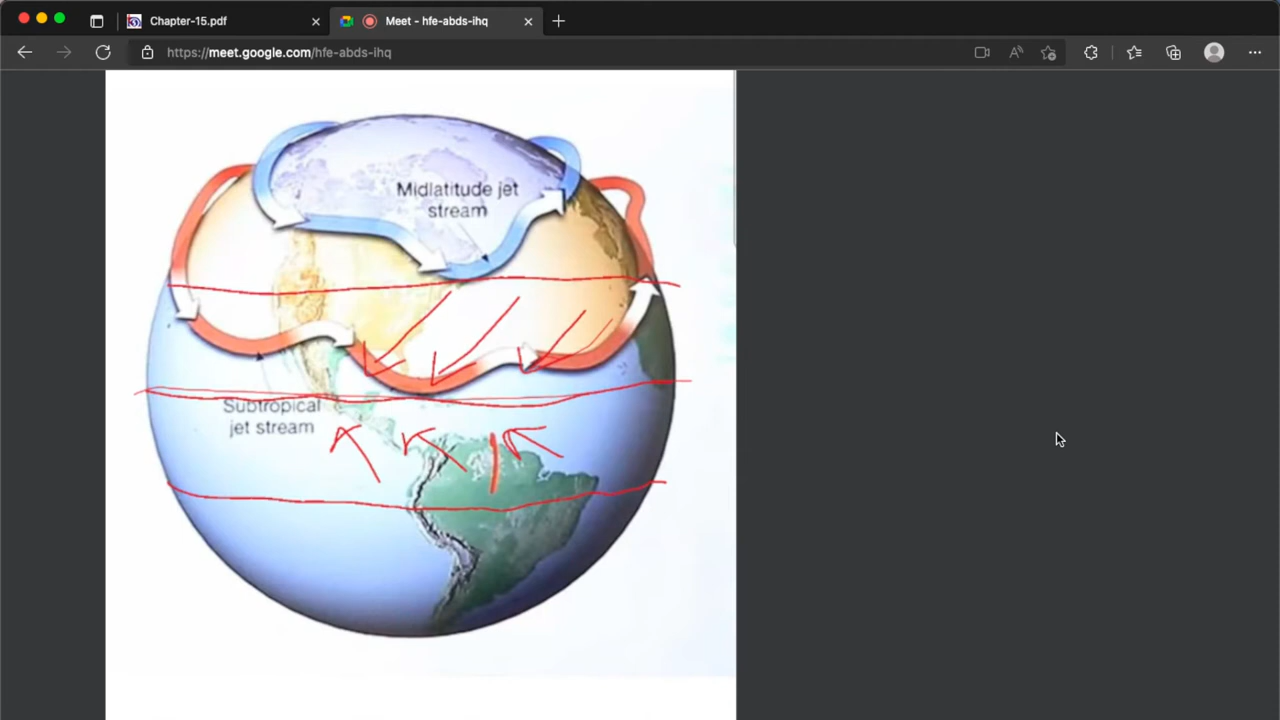 Chapter-15.pdf
Meet - hfe-abds-ihq
https://meet.google.com/hfe-abds-ihq
Midlatitude jet
stream
Subtropical
jet stream